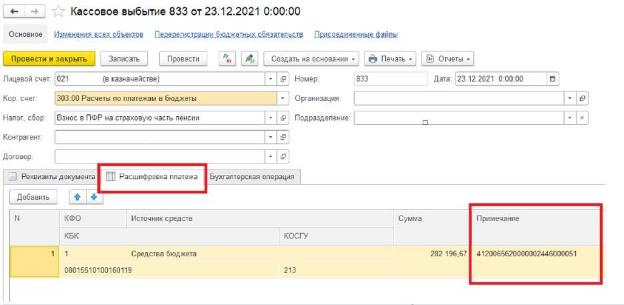 Кассовое выбытие 833 от 23.12.2021 0:00:00
Основное Изменения всех объектов Перерегистрации бюджетных обязательств Присоединенные файлы
Провести и закрыть Записать Провести Создать на основании Печать Отчеты
Лицевой счет: 021 (в казначействе) Номер: 833 Дата: 23.12.2021 0:00:00
Кор. счет: 303.00 Расчеты по платежам в бюджеты Организация:
Налог, сбор: Взнос в ПФР на страховую часть пенсии Подразделение:
Контрагент:
Договор:
Реквизиты документа Расшифровка платежа Бухгалтерская операция
Добавить
N КФО Источник средств Сумма Примечание
КБК КОСГУ
1 1 Средства бюджета 282 196,67 4120065620000002446000051
08015510100160119 213